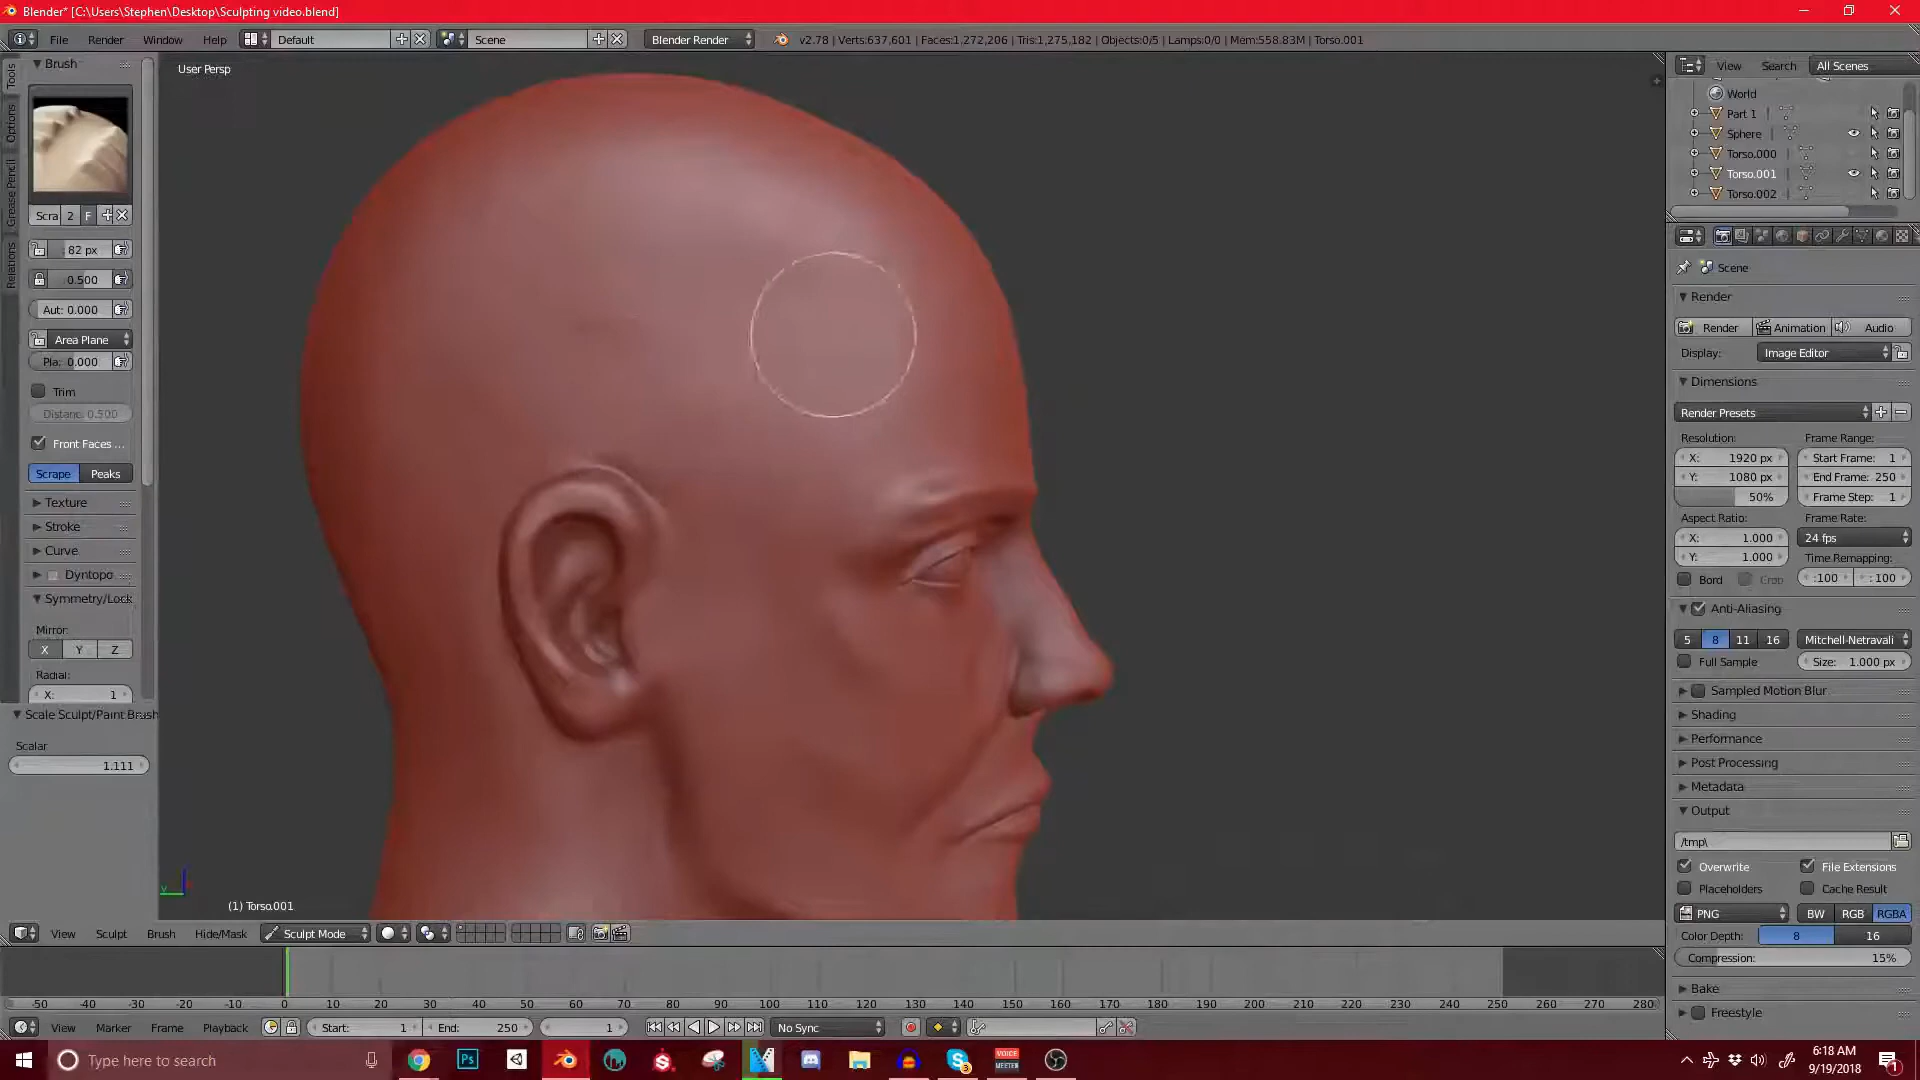 Blender* [C:\Users\Stephen\Desktop\Sculpting video.blend]
File Render Window Help Default Scene Blender Render v2.78 | Verts:637,601 | Faces:1,272,206 | Tris:1,275,182 | Objects:0/5 | Lamps:0/0 | Mem:558.83M | Torso.001
Tools
Options
Grease Pencil
Relations
Brush
Scra 2 F
82 px
0.500
Aut: 0.000
Area Plane
Pla: 0.000
Trim
Distanc: 0.500
Front Faces ...
Scrape Peaks
Texture
Stroke
Curve
Dyntopo
Symmetry/Lock
Mirror:
X Y Z
Radial:
X: 1
Scale Sculpt/Paint Brush
Scalar
1.111
User Persp
(1) Torso.001
View Search All Scenes
World
Part 1
Sphere
Torso.000
Torso.001
Torso.002
Scene
Render
Render Animation Audio
Display: Image Editor
Dimensions
Render Presets
Resolution: Frame Range:
X: 1920 px Start Frame: 1
Y: 1080 px End Frame: 250
50% Frame Step: 1
Aspect Ratio: Frame Rate:
X: 1.000 24 fps
Y: 1.000 Time Remapping:
Bord Crop :100 : 100
Anti-Aliasing
5 8 11 16 Mitchell-Netravali
Full Sample Size: 1.000 px
Sampled Motion Blur
Shading
Performance
Post Processing
Metadata
Output
/tmp\
Overwrite File Extensions
Placeholders Cache Result
PNG BW RGB RGBA
Color Depth: 8 16
Compression: 15%
Bake
Freestyle
View Sculpt Brush Hide/Mask Sculpt Mode
-50 -40 -30 -20 -10 0 10 20 30 40 50 60 70 80 90 100 110 120 130 140 150 160 170 180 190 200 210 220 230 240 250 260 270 280
View Marker Frame Playback Start: 1 End: 250 1 No Sync
Type here to search
Ps
VOICE
MEETER
3
6:18 AM
9/19/2018
1